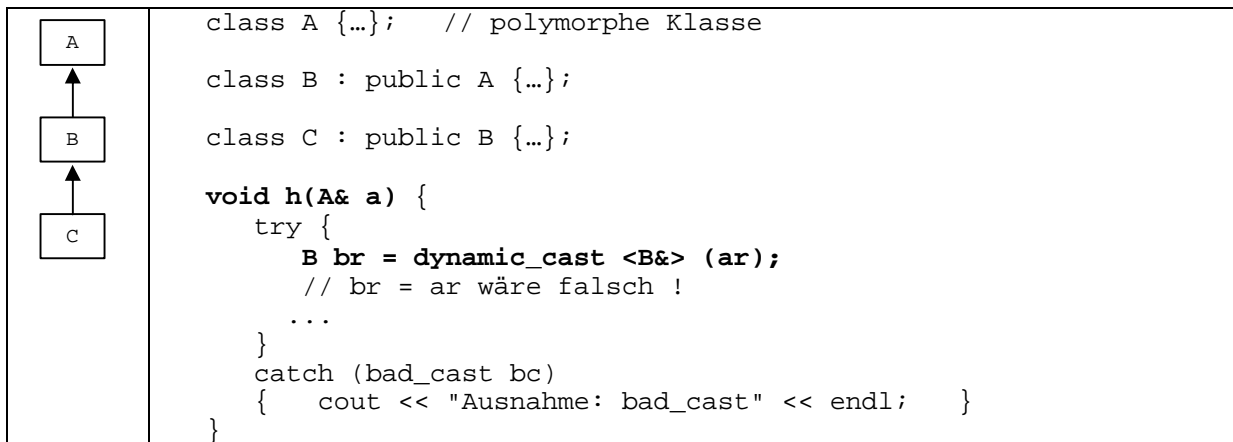 A
B
C
class A {…};   // polymorphe Klasse
class B : public A {…};
class C : public B {…};
void h(A& a) {
try {
B br = dynamic_cast <B&> (ar);
// br = ar wäre falsch !
...
}
catch (bad_cast bc)
{   cout << "Ausnahme: bad_cast" << endl;   }
}